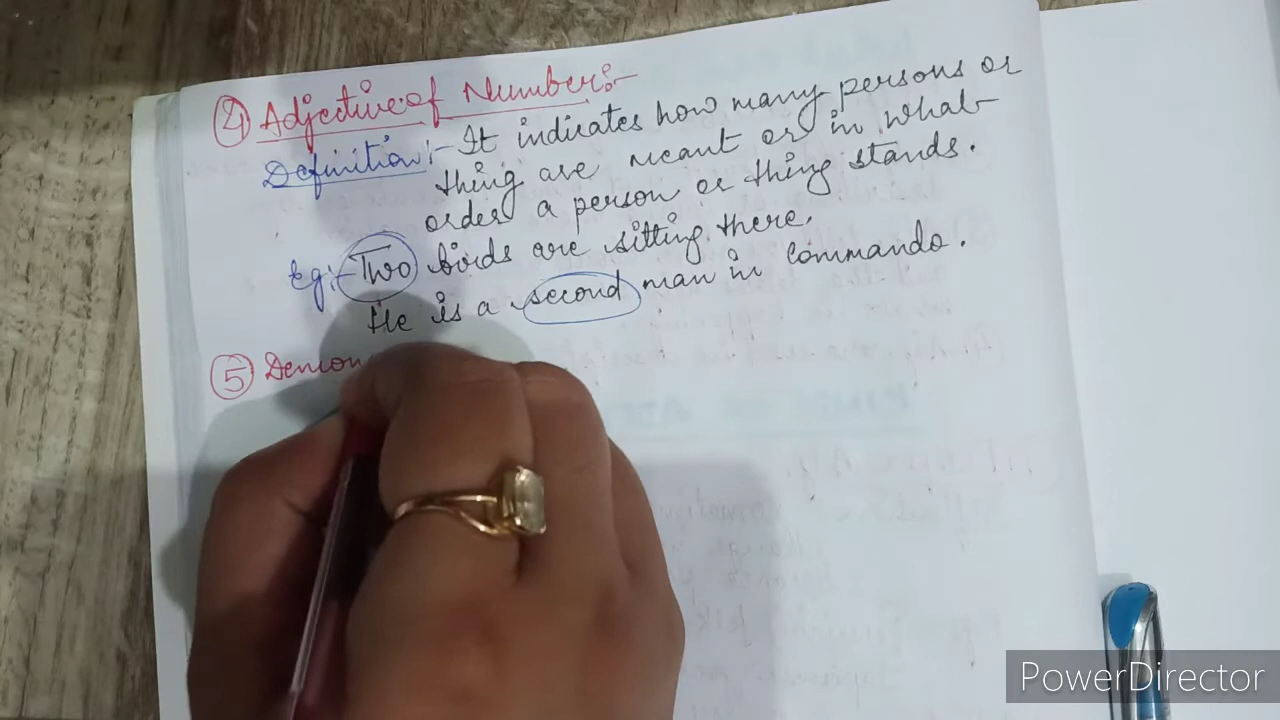 ④ Adjective of Number:-
Definition:- It indicates how many persons or
thing are meant or in what
order a person or thing stands.
Eg:- Two birds are sitting there.
He is a second man in commando.
⑤ Demon
PowerDirector